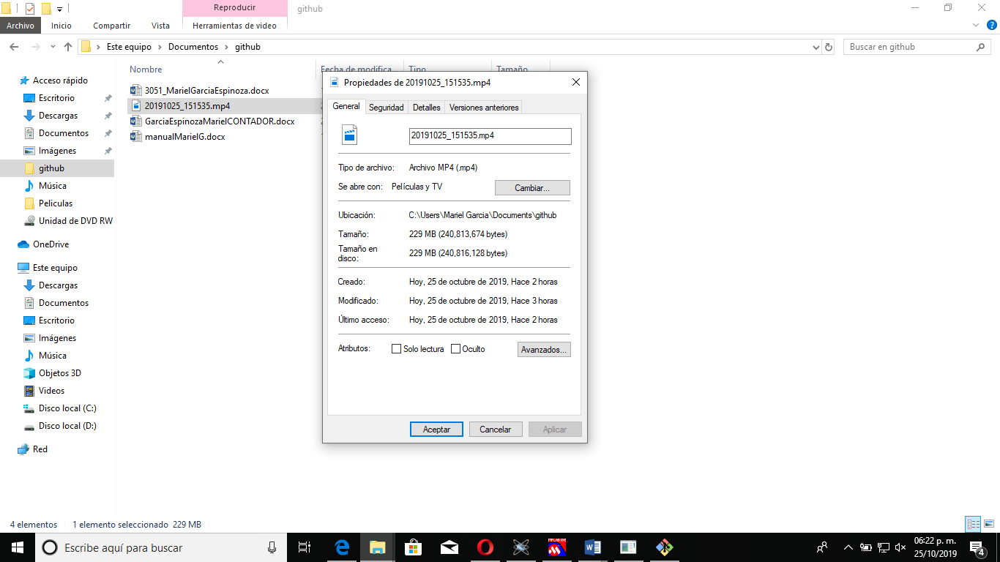 Reproducir
github
Archivo
Inicio
Compartir
Vista
Herramientas de video
Este equipo
Documentos
github
Buscar en github
Nombre
Fecha de modifica...
Tipo
Tamaño
Acceso rápido
Escritorio
Descargas
Documentos
Imágenes
github
Música
Peliculas
Unidad de DVD RW
OneDrive
Este equipo
Descargas
Documentos
Escritorio
Imágenes
Música
Objetos 3D
Videos
Disco local (C:)
Disco local (D:)
Red
3051_MarielGarciaEspinoza.docx
20191025_151535.mp4
GarciaEspinozaMarielCONTADOR.docx
manualMarielG.docx
Propiedades de 20191025_151535.mp4
General
Seguridad
Detalles
Versiones anteriores
20191025_151535.mp4
Tipo de archivo: Archivo MP4 (.mp4)
Se abre con: Películas y TV
Cambiar...
Ubicación: C:\Users\Mariel Garcia\Documents\github
Tamaño: 229 MB (240,813,674 bytes)
Tamaño en
disco: 229 MB (240,816,128 bytes)
Creado: Hoy, 25 de octubre de 2019, Hace 2 horas
Modificado: Hoy, 25 de octubre de 2019, Hace 3 horas
Último acceso: Hoy, 25 de octubre de 2019, Hace 2 horas
Atributos: Solo lectura Oculto
Avanzados...
Aceptar
Cancelar
Aplicar
4 elementos
1 elemento seleccionado 229 MB
Escribe aquí para buscar
06:22 p. m.
25/10/2019
4